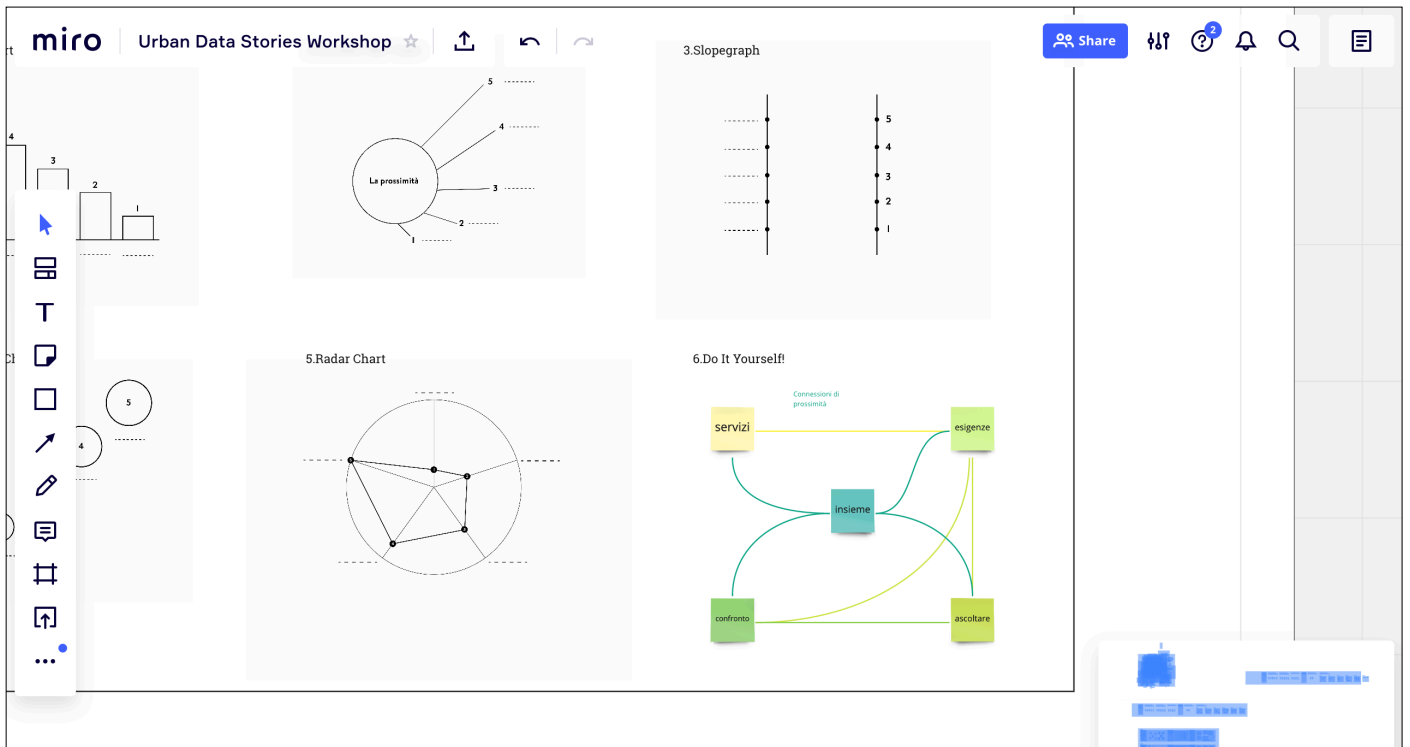 miro
Urban Data Stories Workshop
Share
2
3.Slopegraph
4
3
2
1
La prossimità
5
4
3
2
1
5
4
3
2
1
5
4
5.Radar Chart
6.Do It Yourself!
Connessioni di
prossimità
servizi
esigenze
insieme
confronto
ascoltare